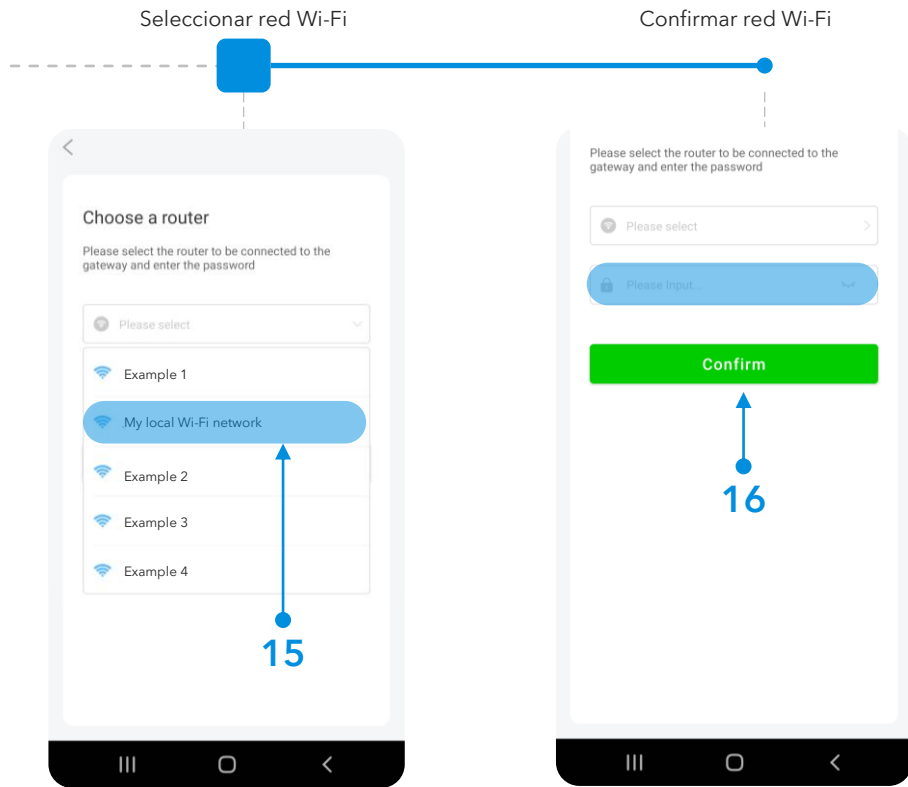 Seleccionar red Wi-Fi
Confirmar red Wi-Fi
Choose a router
Please select the router to be connected to the
gateway and enter the password
Please select
Example 1
My local Wi-Fi network
Example 2
Example 3
Example 4
15
Please select the router to be connected to the
gateway and enter the password
Please select
Please Input...
Confirm
16